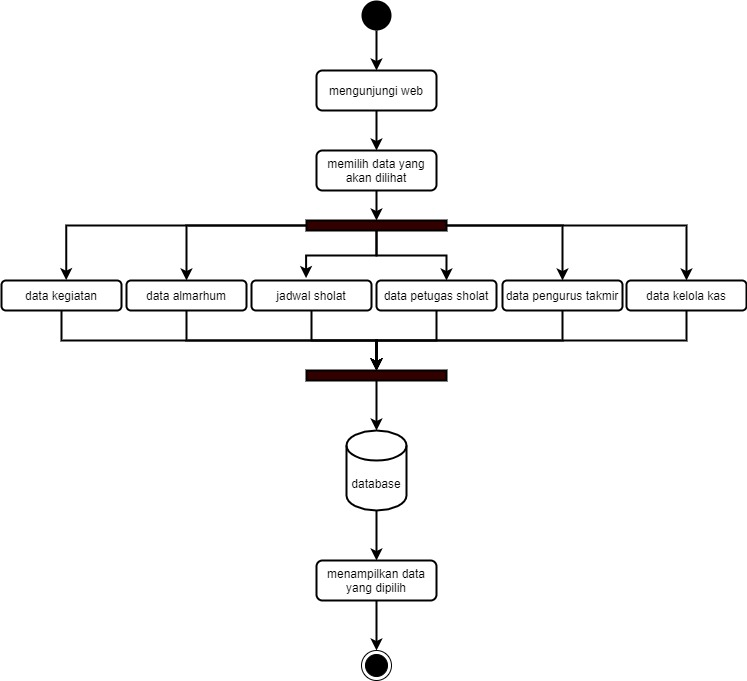 mengunjungi web
memilih data yang
akan dilihat
data kegiatan
data almarhum
jadwal sholat
data petugas sholat
data pengurus takmir
data kelola kas
database
menampilkan data
yang dipilih